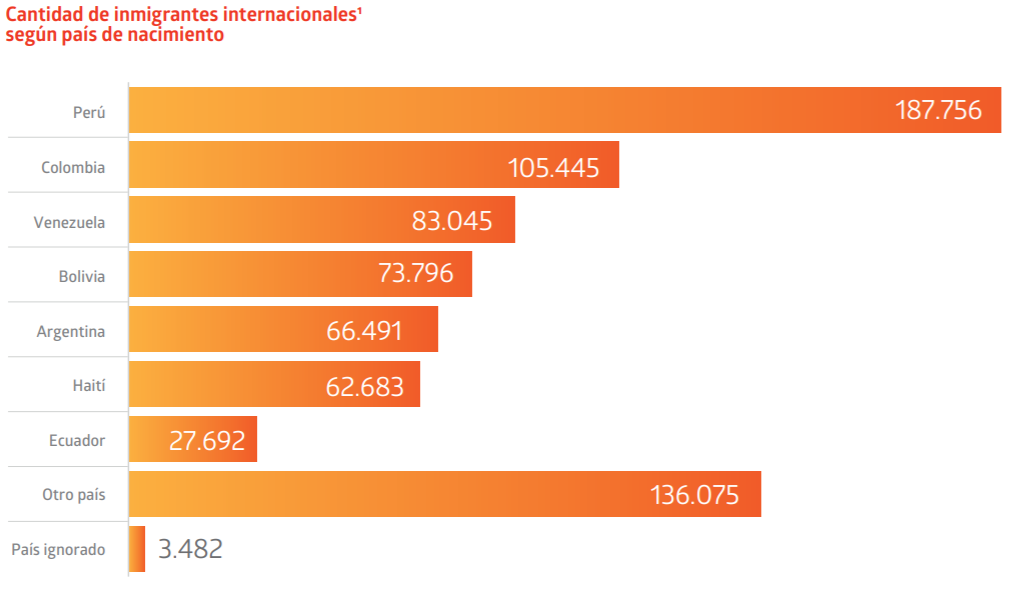 Cantidad de inmigrantes internacionales¹
según país de nacimiento
Perú 187.756
Colombia 105.445
Venezuela 83.045
Bolivia 73.796
Argentina 66.491
Haití 62.683
Ecuador 27.692
Otro país 136.075
País ignorado 3.482